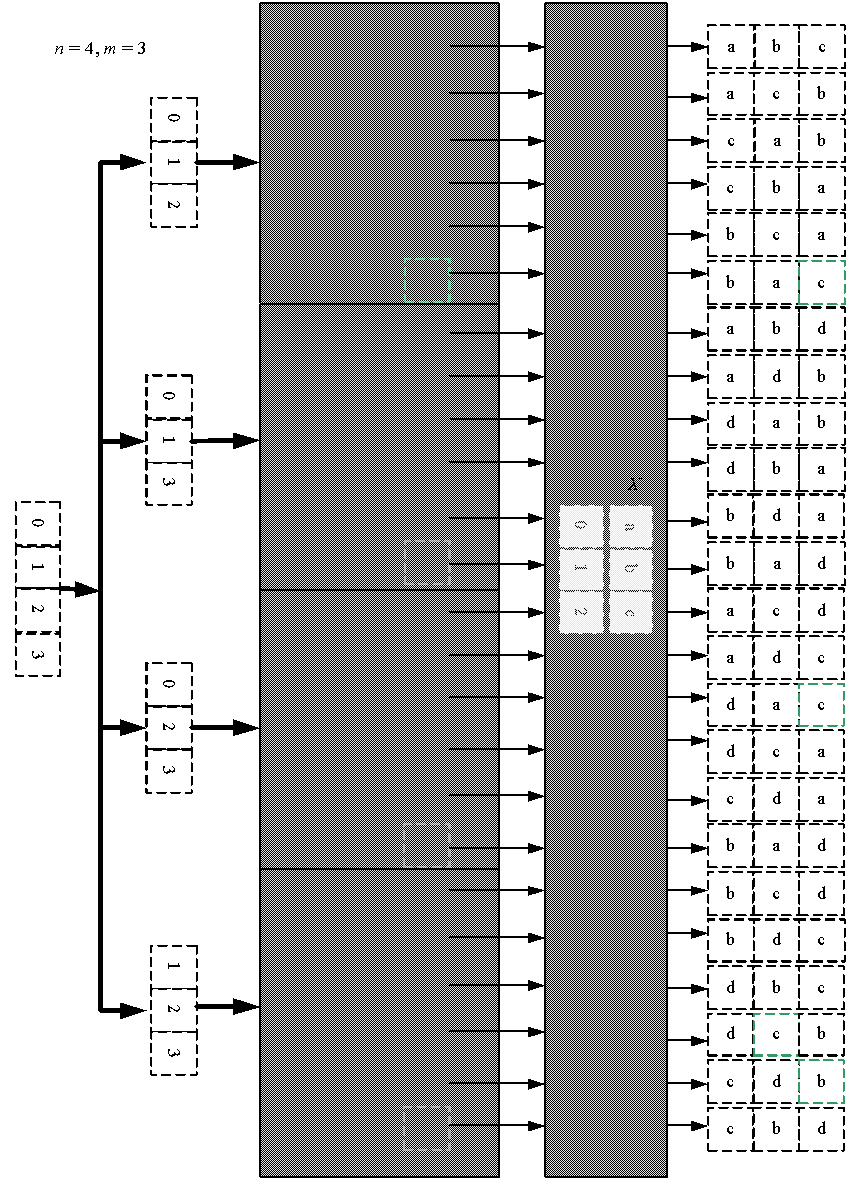 n = 4, m = 3
0
1
2
0
1
3
0
1
2
3
0
2
3
1
2
3
λ
0 a
1 b
2 c
a b c
a c b
c a b
c b a
b c a
b a c
a b d
a d b
d a b
d b a
b d a
b a d
a c d
a d c
d a c
d c a
c d a
b a d
b c d
b d c
d b c
d c b
c d b
c b d